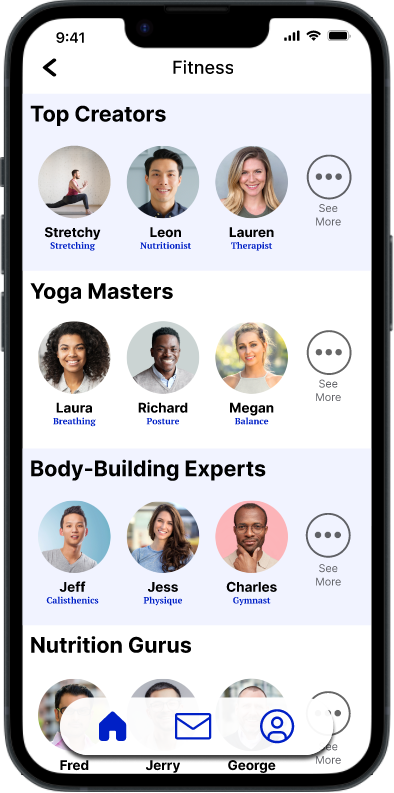 9:41
Fitness
Top Creators
Stretchy Leon Lauren See
Stretching Nutritionist Therapist More
Yoga Masters
Laura Richard Megan See
Breathing Posture Balance More
Body-Building Experts
Jeff Jess Charles See
Calisthenics Physique Gymnast More
Nutrition Gurus
Fred Jerry George More